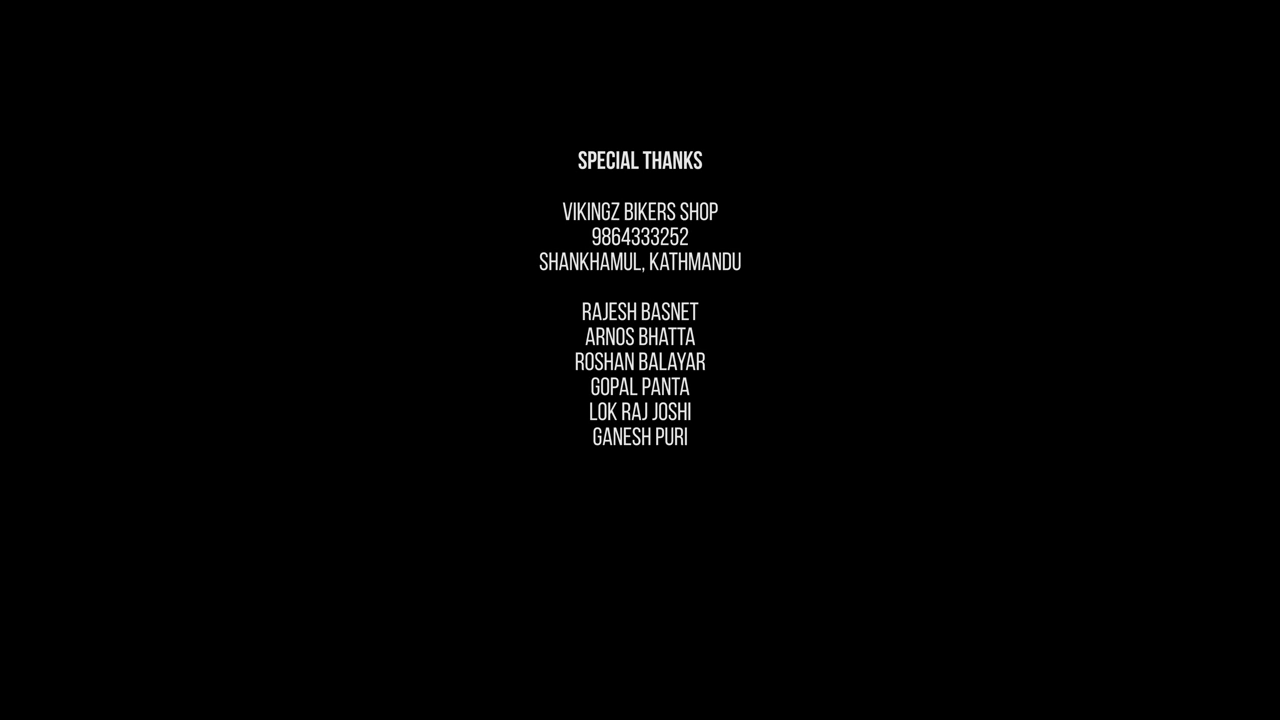 SPECIAL THANKS
VIKINGZ BIKERS SHOP
9864333252
SHANKHAMUL, KATHMANDU
RAJESH BASNET
ARNOS BHATTA
ROSHAN BALAYAR
GOPAL PANTA
LOK RAJ JOSHI
GANESH PURI